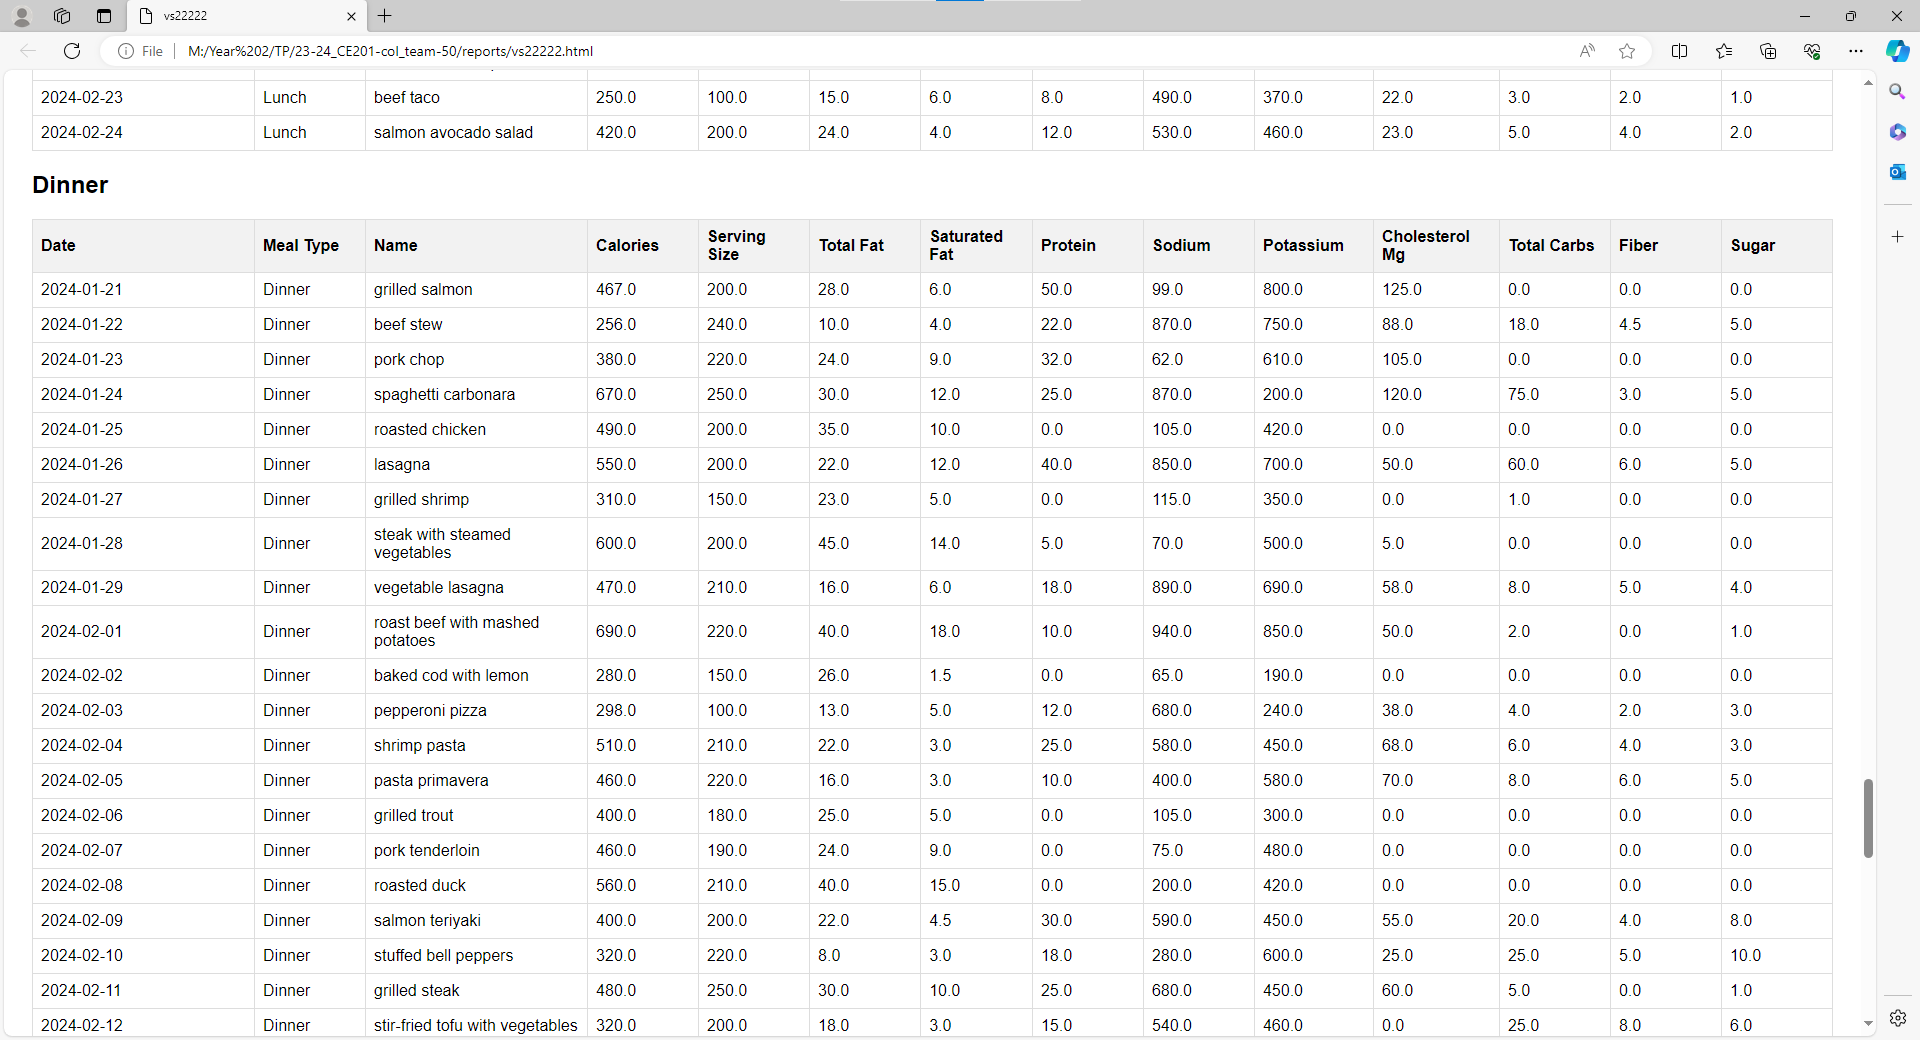 vs22222
File M:/Year%202/TP/23-24_CE201-col_team-50/reports/vs22222.html
2024-02-23 Lunch beef taco 250.0 100.0 15.0 6.0 8.0 490.0 370.0 22.0 3.0 2.0 1.0
2024-02-24 Lunch salmon avocado salad 420.0 200.0 24.0 4.0 12.0 530.0 460.0 23.0 5.0 4.0 2.0
Dinner
Date Meal Type Name Calories Serving Size Total Fat Saturated Fat Protein Sodium Potassium Cholesterol Mg Total Carbs Fiber Sugar
2024-01-21 Dinner grilled salmon 467.0 200.0 28.0 6.0 50.0 99.0 800.0 125.0 0.0 0.0 0.0
2024-01-22 Dinner beef stew 256.0 240.0 10.0 4.0 22.0 870.0 750.0 88.0 18.0 4.5 5.0
2024-01-23 Dinner pork chop 380.0 220.0 24.0 9.0 32.0 62.0 610.0 105.0 0.0 0.0 0.0
2024-01-24 Dinner spaghetti carbonara 670.0 250.0 30.0 12.0 25.0 870.0 200.0 120.0 75.0 3.0 5.0
2024-01-25 Dinner roasted chicken 490.0 200.0 35.0 10.0 0.0 105.0 420.0 0.0 0.0 0.0 0.0
2024-01-26 Dinner lasagna 550.0 200.0 22.0 12.0 40.0 850.0 700.0 50.0 60.0 6.0 5.0
2024-01-27 Dinner grilled shrimp 310.0 150.0 23.0 5.0 0.0 115.0 350.0 0.0 1.0 0.0 0.0
2024-01-28 Dinner steak with steamed vegetables 600.0 200.0 45.0 14.0 5.0 70.0 500.0 5.0 0.0 0.0 0.0
2024-01-29 Dinner vegetable lasagna 470.0 210.0 16.0 6.0 18.0 890.0 690.0 58.0 8.0 5.0 4.0
2024-02-01 Dinner roast beef with mashed potatoes 690.0 220.0 40.0 18.0 10.0 940.0 850.0 50.0 2.0 0.0 1.0
2024-02-02 Dinner baked cod with lemon 280.0 150.0 26.0 1.5 0.0 65.0 190.0 0.0 0.0 0.0 0.0
2024-02-03 Dinner pepperoni pizza 298.0 100.0 13.0 5.0 12.0 680.0 240.0 38.0 4.0 2.0 3.0
2024-02-04 Dinner shrimp pasta 510.0 210.0 22.0 3.0 25.0 580.0 450.0 68.0 6.0 4.0 3.0
2024-02-05 Dinner pasta primavera 460.0 220.0 16.0 3.0 10.0 400.0 580.0 70.0 8.0 6.0 5.0
2024-02-06 Dinner grilled trout 400.0 180.0 25.0 5.0 0.0 105.0 300.0 0.0 0.0 0.0 0.0
2024-02-07 Dinner pork tenderloin 460.0 190.0 24.0 9.0 0.0 75.0 480.0 0.0 0.0 0.0 0.0
2024-02-08 Dinner roasted duck 560.0 210.0 40.0 15.0 0.0 200.0 420.0 0.0 0.0 0.0 0.0
2024-02-09 Dinner salmon teriyaki 400.0 200.0 22.0 4.5 30.0 590.0 450.0 55.0 20.0 4.0 8.0
2024-02-10 Dinner stuffed bell peppers 320.0 220.0 8.0 3.0 18.0 280.0 600.0 25.0 25.0 5.0 10.0
2024-02-11 Dinner grilled steak 480.0 250.0 30.0 10.0 25.0 680.0 450.0 60.0 5.0 0.0 1.0
2024-02-12 Dinner stir-fried tofu with vegetables 320.0 200.0 18.0 3.0 15.0 540.0 460.0 0.0 25.0 8.0 6.0